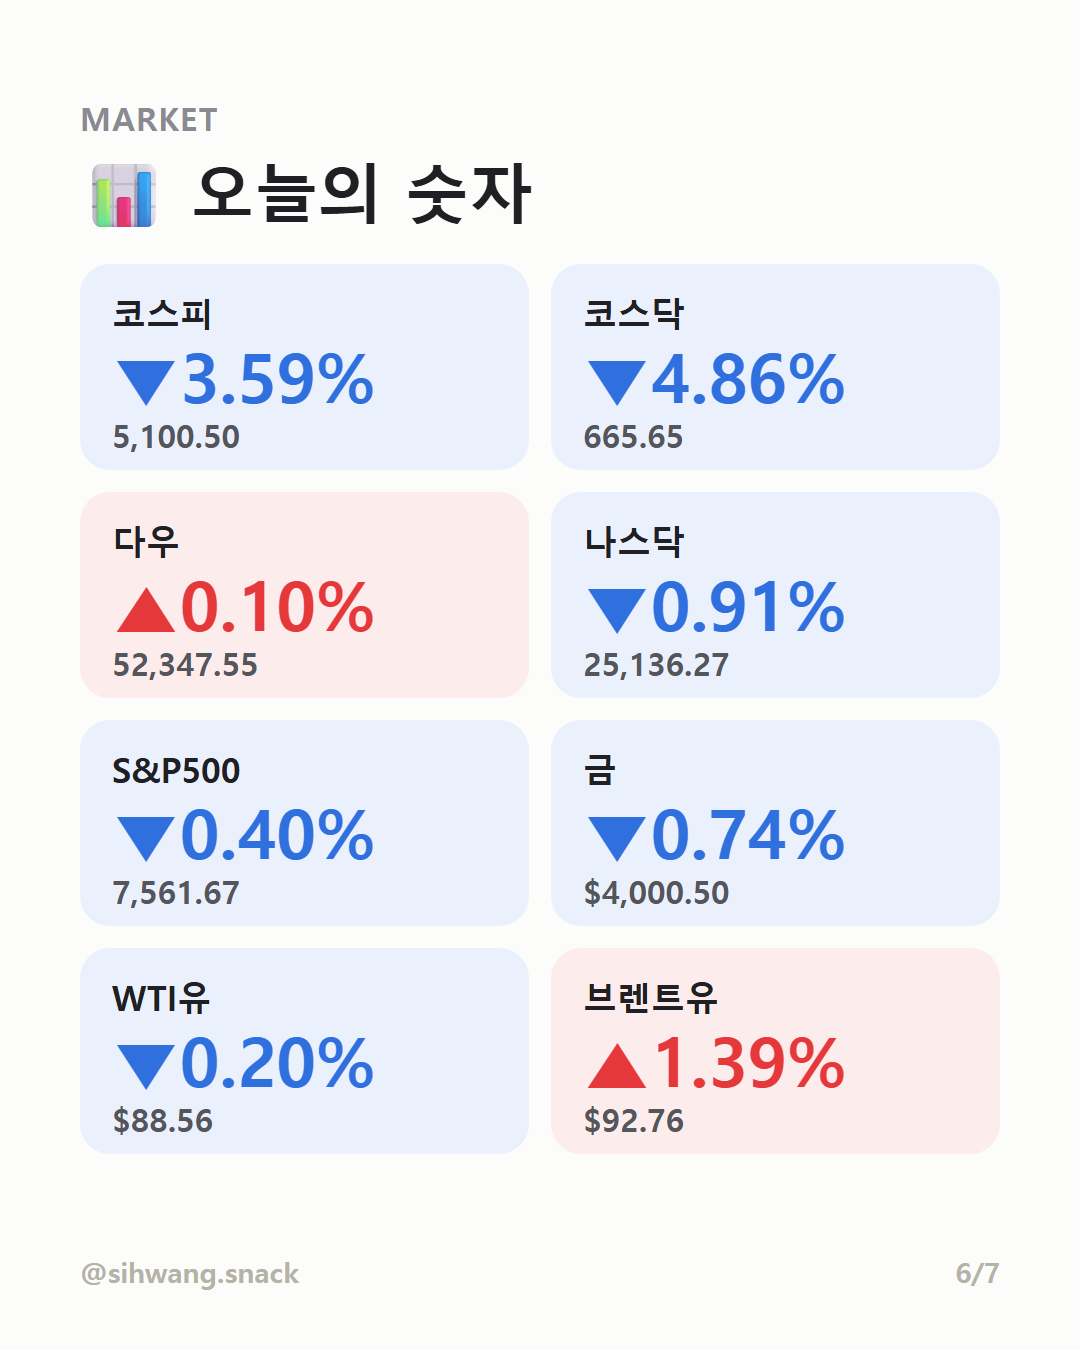 MARKET
오늘의 숫자
코스피
▼3.59%
5,100.50
코스닥
▼4.86%
665.65
다우
▲0.10%
52,347.55
나스닥
▼0.91%
25,136.27
S&P500
▼0.40%
7,561.67
금
▼0.74%
$4,000.50
WTI유
▼0.20%
$88.56
브렌트유
▲1.39%
$92.76
@sihwang.snack
6/7